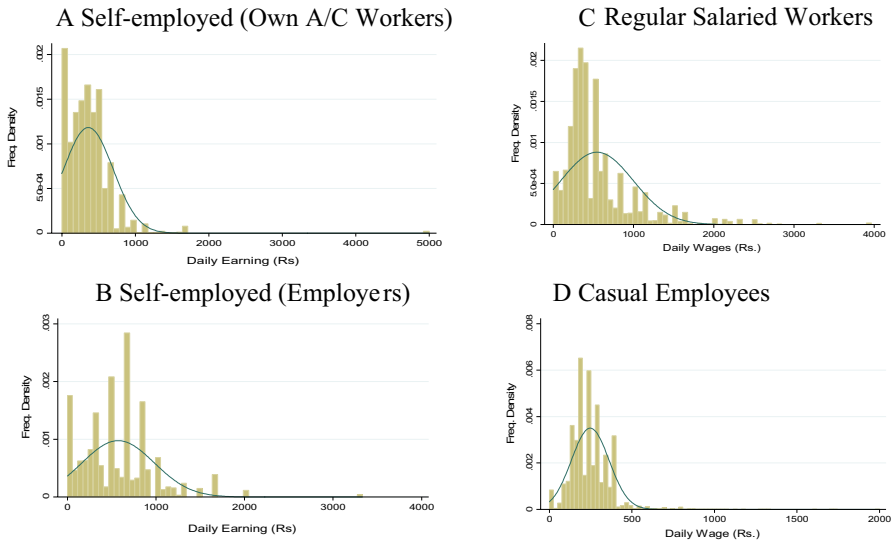 A Self-employed (Own A/C Workers)
Freq. Density
.002
.0015
.001
5.0e-04
0
0 1000 2000 3000 4000 5000
Daily Earning (Rs)
C Regular Salaried Workers
Freq. Density
.002
.0015
.001
5.0e-04
0
0 1000 2000 3000 4000
Daily Wages (Rs.)
B Self-employed (Employers)
Freq. Density
.003
.002
.001
0
0 1000 2000 3000 4000
Daily Earning (Rs)
D Casual Employees
Freq. Density
.008
.006
.004
.002
0
0 500 1000 1500 2000
Daily Wage (Rs.)